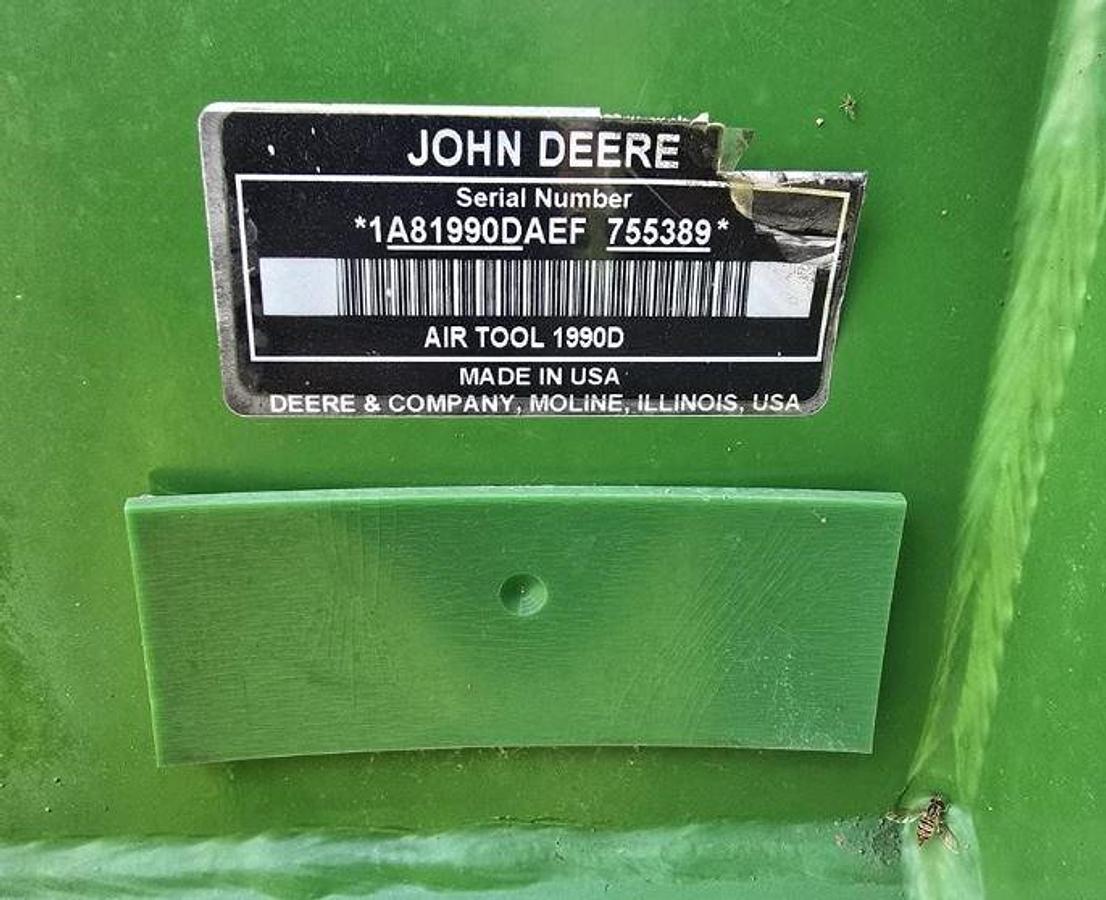 JOHN DEERE
Serial Number
*1A81990DAEF 755389*
AIR TOOL 1990D
MADE IN USA
DEERE & COMPANY, MOLINE, ILLINOIS, USA